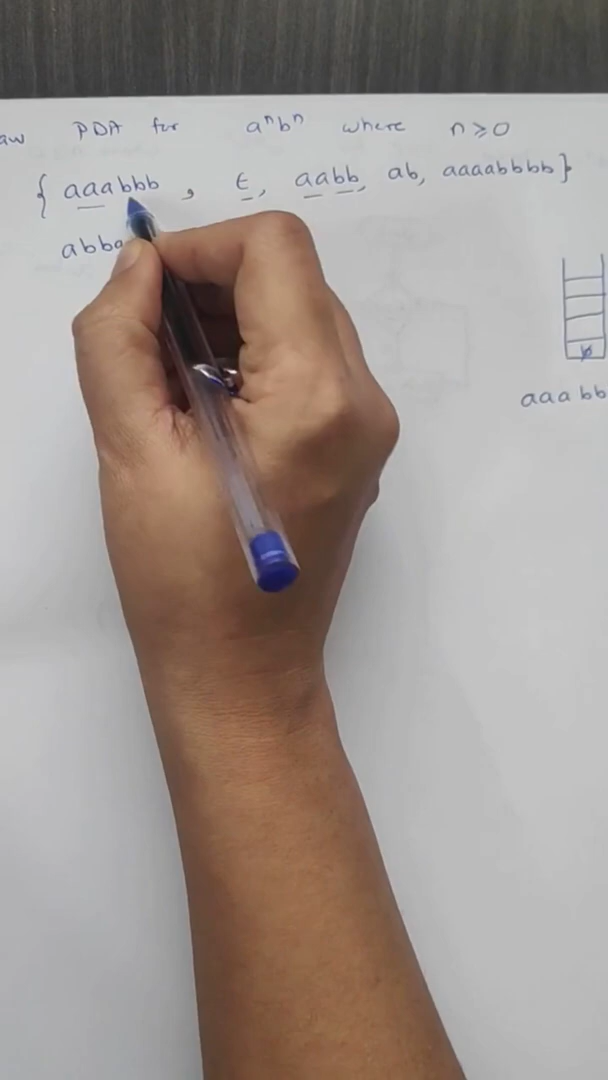 PDA for aⁿbⁿ where n ≥ 0
{ aaabbb , ε, aabb, ab, aaaabbbb }
abba
aaabb